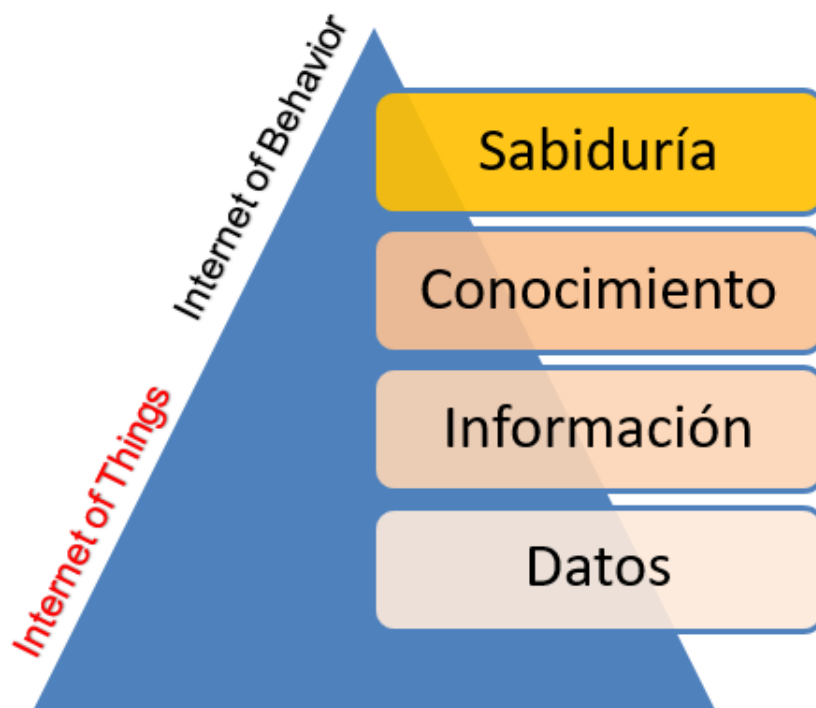 Internet of Behavior
Internet of Things
Sabiduría
Conocimiento
Información
Datos